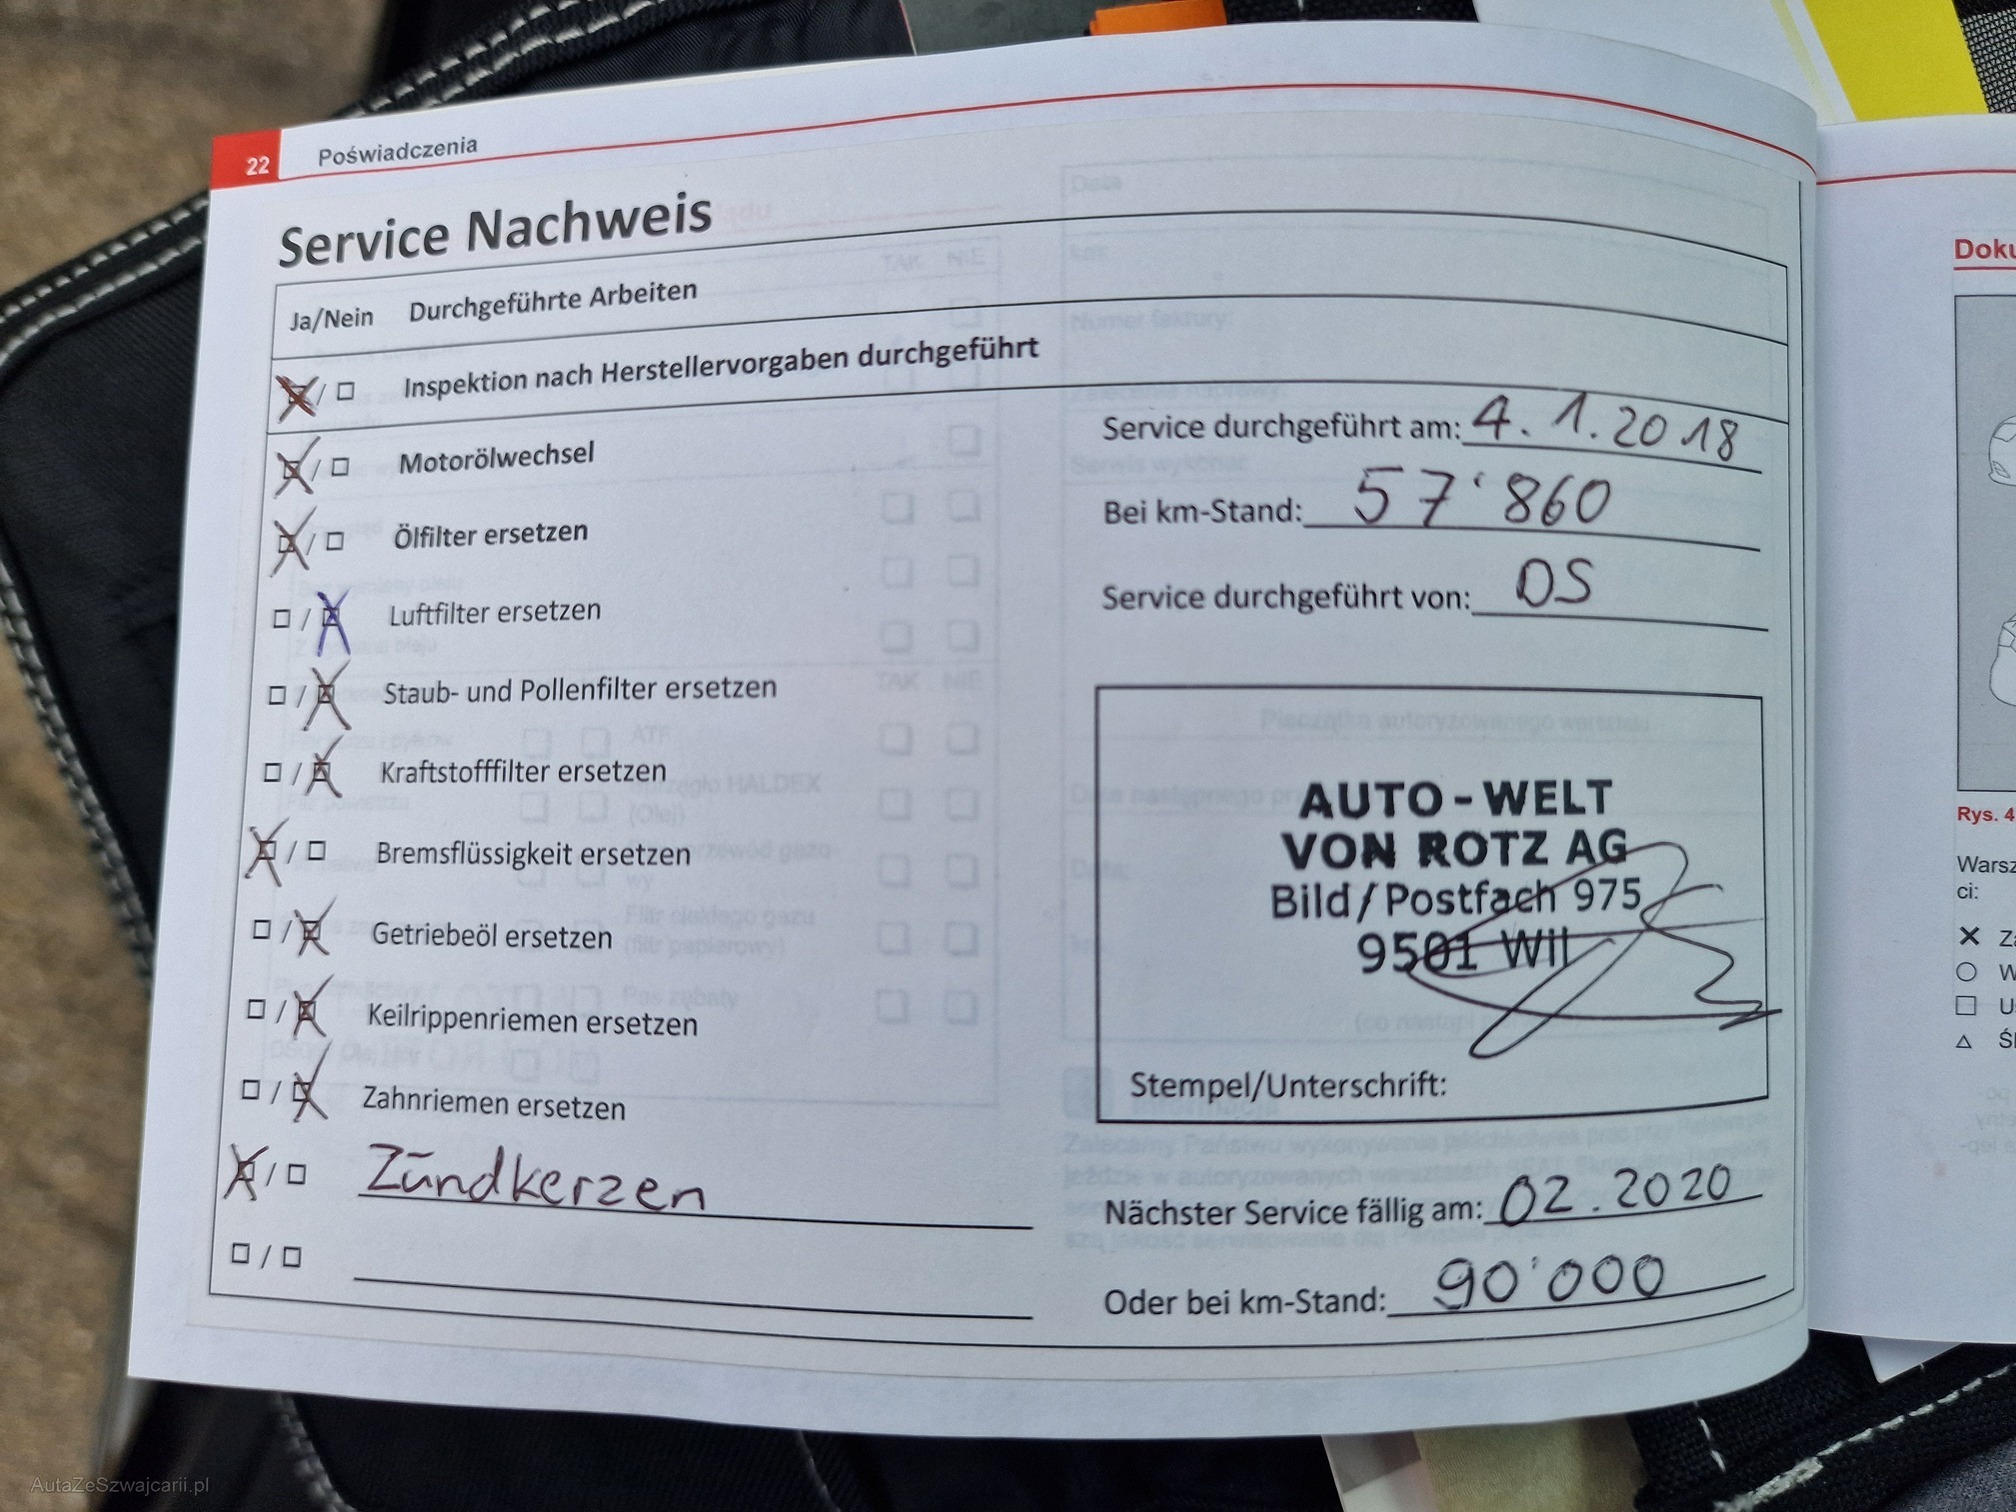 22 Poświadczenia
Service Nachweis
Ja/Nein Durchgeführte Arbeiten
Inspektion nach Herstellervorgaben durchgeführt
Motorölwechsel
Ölfilter ersetzen
Luftfilter ersetzen
Staub- und Pollenfilter ersetzen
Kraftstofffilter ersetzen
Bremsflüssigkeit ersetzen
Getriebeöl ersetzen
Keilrippenriemen ersetzen
Zahnriemen ersetzen
Zündkerzen
Service durchgeführt am: 4.1.2018
Bei km-Stand: 57'860
Service durchgeführt von: OS
AUTO-WELT
VON ROTZ AG
Bild / Postfach 975
9501 Wil
Stempel/Unterschrift:
Nächster Service fällig am: 02.2020
Oder bei km-Stand: 90'000
Rys. 4
ci:
AutaZeSzwajcarii.pl